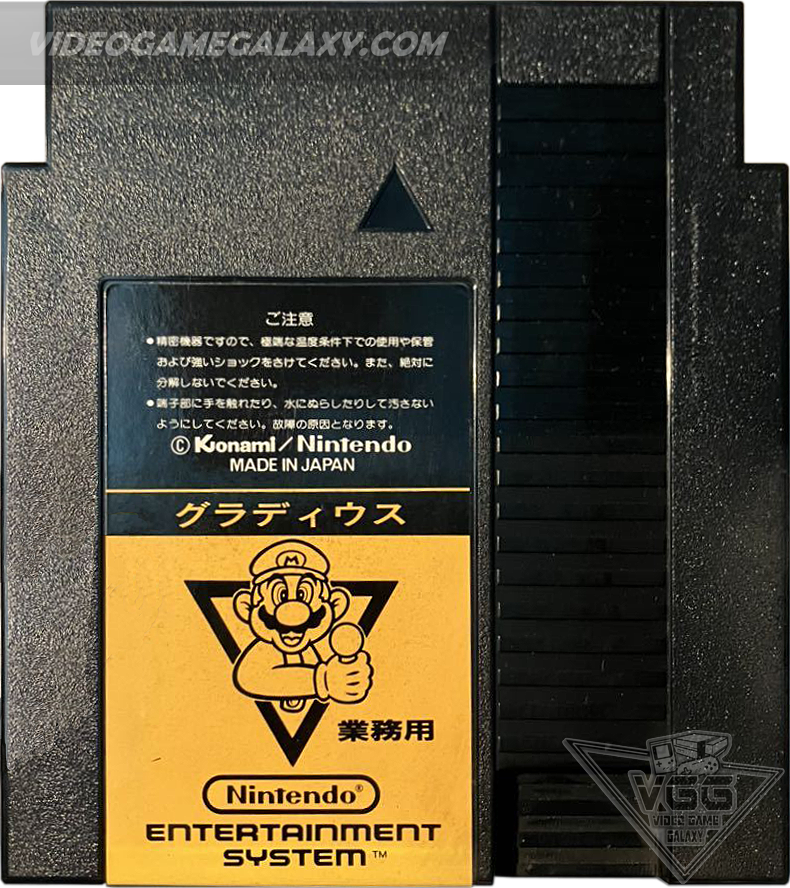 VIDEOGAMEGALAXY.COM
ご注意
●精密機器ですので、極端な温度条件下での使用や保管
および強いショックをさけてください。また、絶対に
分解しないでください。
●端子部に手を触れたり、水にぬらしたりして汚さない
ようにしてください。故障の原因となります。
© Konami/Nintendo
MADE IN JAPAN
グラディウス
M
業務用
Nintendo®
ENTERTAINMENT
SYSTEM™
VGG
VIDEO GAME
GALAXY